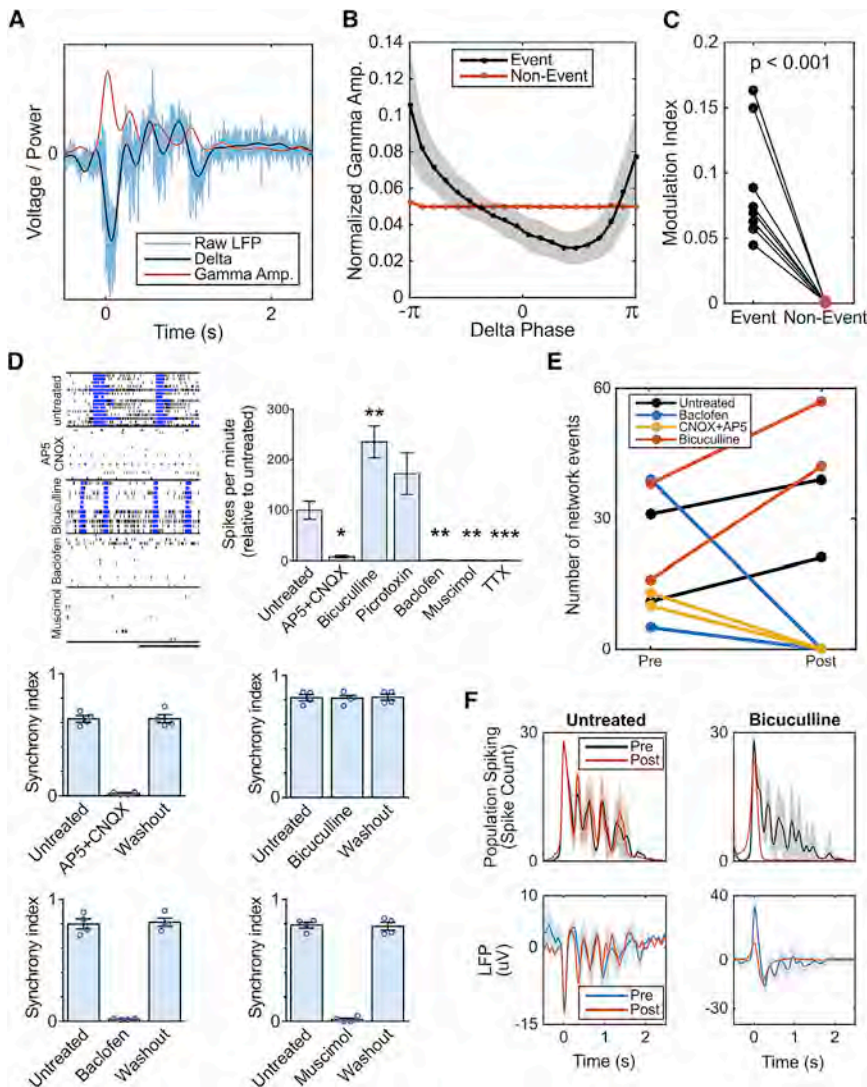 A
Voltage / Power
0
Raw LFP
Delta
Gamma Amp.
0
2
Time (s)
B
Normalized Gamma Amp.
0.14
0.12
0.10
0.08
0.06
0.04
0.02
0
Event
Non-Event
-π
0
π
Delta Phase
C
Modulation Index
0.2
0.15
0.1
0.05
0
p < 0.001
Event
Non-Event
D
untreated
AP5
CNQX
Bicuculline
Baclofen
Muscimol
Spikes per minute
(relative to untreated)
300
200
100
0
*
**
**
**
***
Untreated
AP5+CNQX
Bicuculline
Picrotoxin
Baclofen
Muscimol
TTX
E
Number of network events
60
30
0
Untreated
Baclofen
CNQX+AP5
Bicuculline
Pre
Post
Synchrony index
1
0
Untreated
AP5+CNQX
Washout
Synchrony index
1
0
Untreated
Bicuculline
Washout
Synchrony index
1
0
Untreated
Baclofen
Washout
Synchrony index
1
0
Untreated
Muscimol
Washout
F
Untreated
Population Spiking
(Spike Count)
30
0
Pre
Post
Bicuculline
30
0
LFP
(uV)
10
0
-15
Pre
Post
0
1
2
Time (s)
40
0
-30
0
1
2
Time (s)